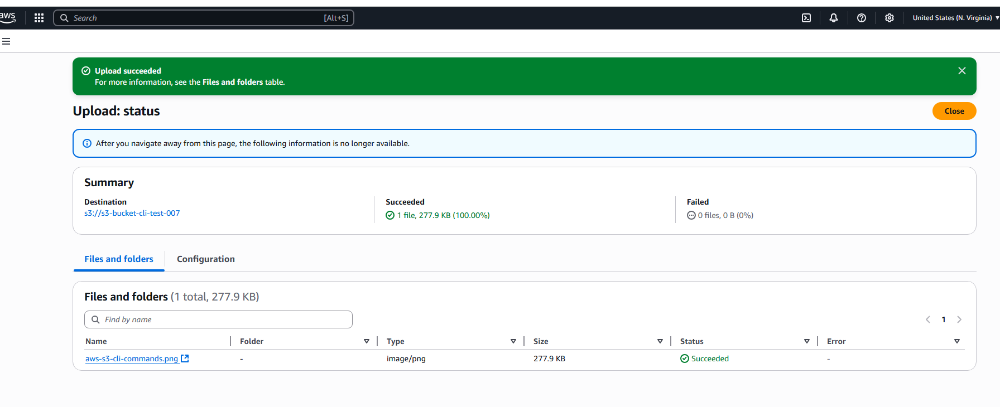 aws
Search [Alt+S] United States (N. Virginia)
Upload succeeded
For more information, see the Files and folders table.
Upload: status
Close
After you navigate away from this page, the following information is no longer available.
Summary
Destination
s3://s3-bucket-cli-test-007
Succeeded
1 file, 277.9 KB (100.00%)
Failed
0 files, 0 B (0%)
Files and folders Configuration
Files and folders (1 total, 277.9 KB)
Find by name
1
Name Folder Type Size Status Error
aws-s3-cli-commands.png - image/png 277.9 KB Succeeded -